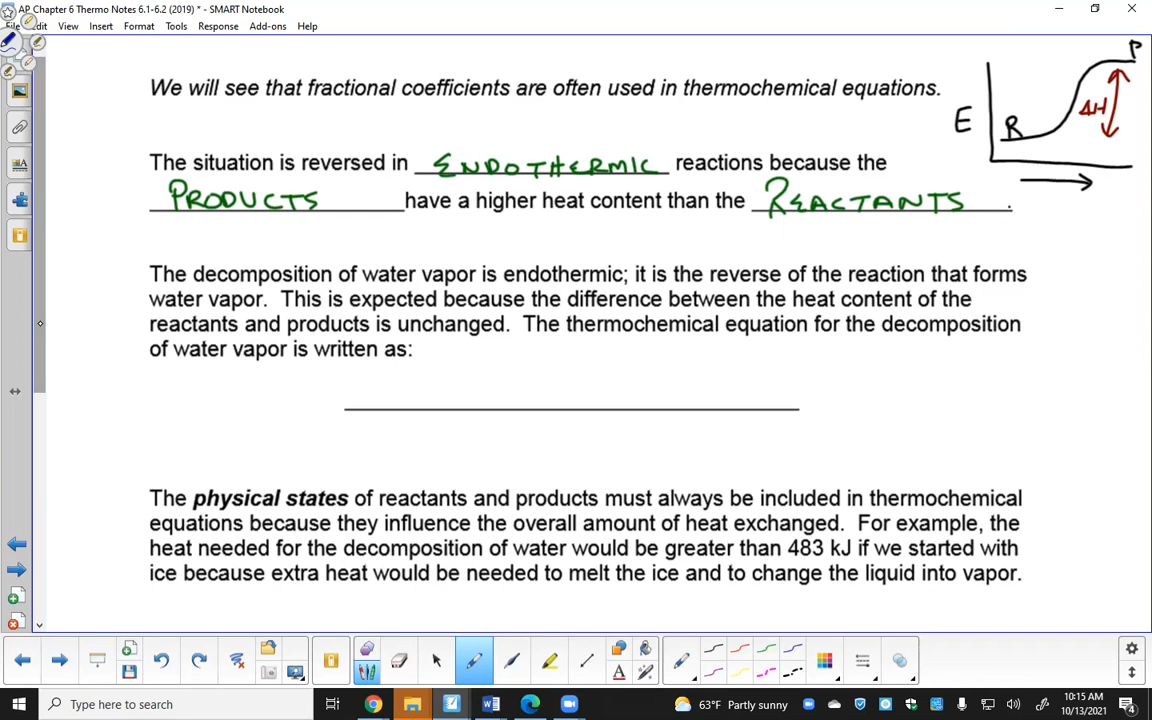 AP Chapter 6 Thermo Notes 6.1-6.2 (2019) * - SMART Notebook
File Edit View Insert Format Tools Add-ons Help
We will see that fractional coefficients are often used in thermochemical equations.
P
E R ΔH
The situation is reversed in ENDOTHERMIC reactions because the
PRODUCTS have a higher heat content than the REACTANTS .
The decomposition of water vapor is endothermic; it is the reverse of the reaction that forms
water vapor. This is expected because the difference between the heat content of the
reactants and products is unchanged. The thermochemical equation for the decomposition
of water vapor is written as:
The physical states of reactants and products must always be included in thermochemical
equations because they influence the overall amount of heat exchanged. For example, the
heat needed for the decomposition of water would be greater than 483 kJ if we started with
ice because extra heat would be needed to melt the ice and to change the liquid into vapor.
Type here to search
63°F Partly sunny
10:15 AM
10/13/2021
4